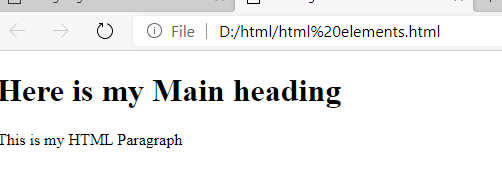 File | D:/html/html%20elements.html
Here is my Main heading
This is my HTML Paragraph